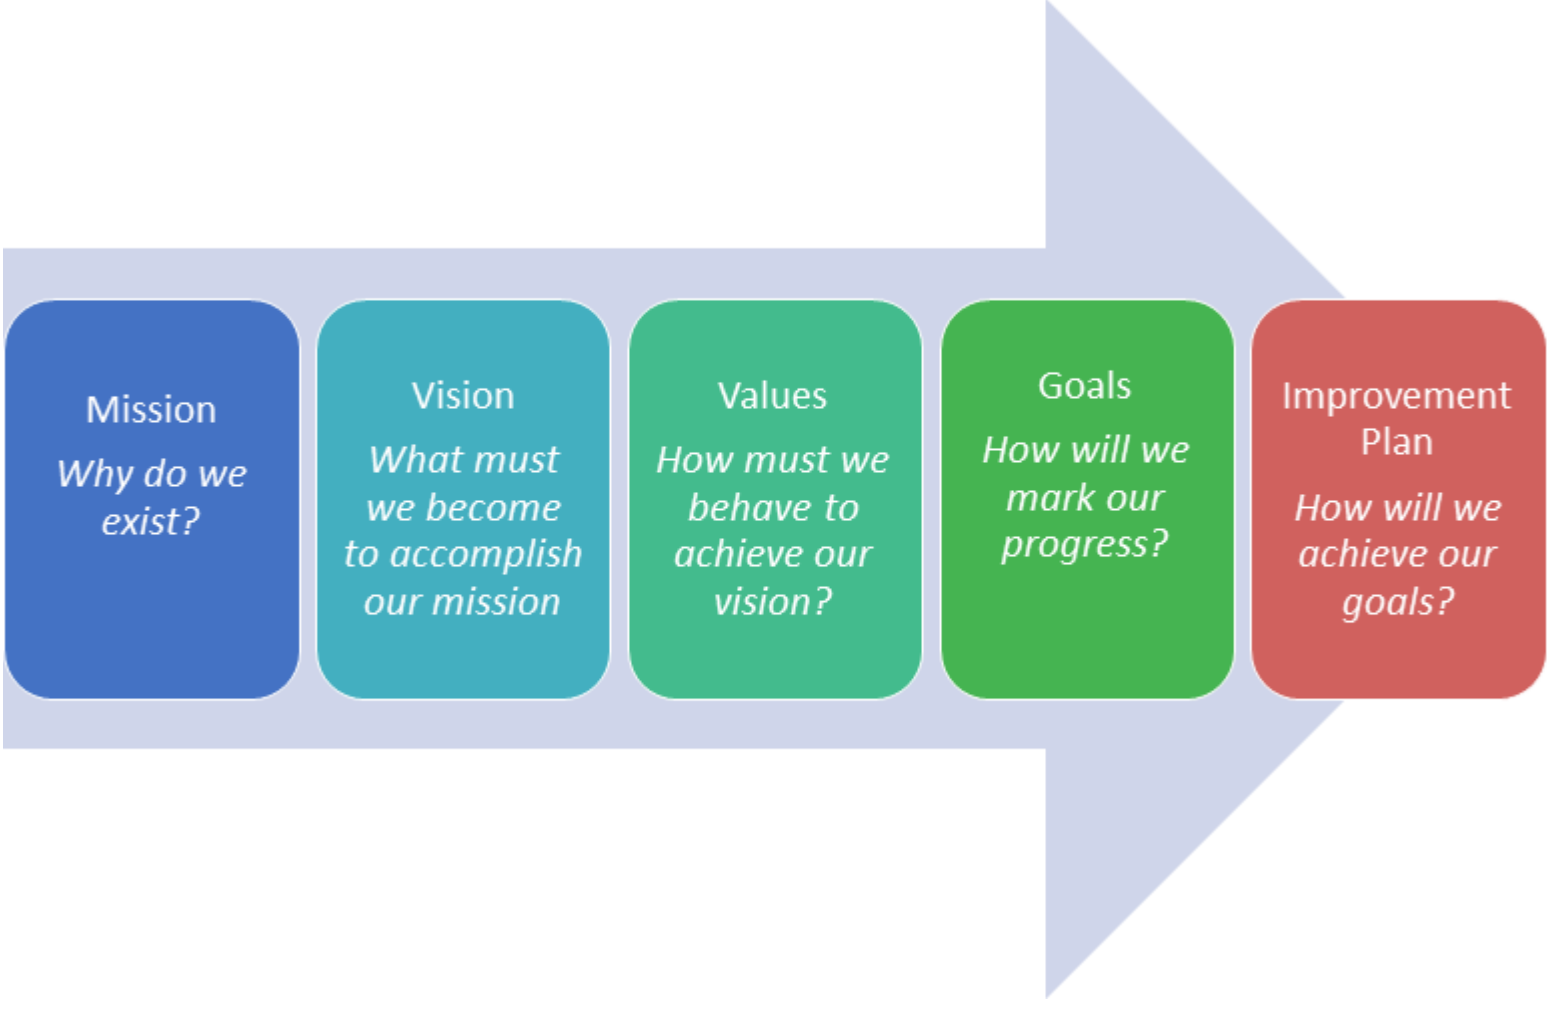 Mission
Why do we
exist?
Vision
What must
we become
to accomplish
our mission
Values
How must we
behave to
achieve our
vision?
Goals
How will we
mark our
progress?
Improvement
Plan
How will we
achieve our
goals?